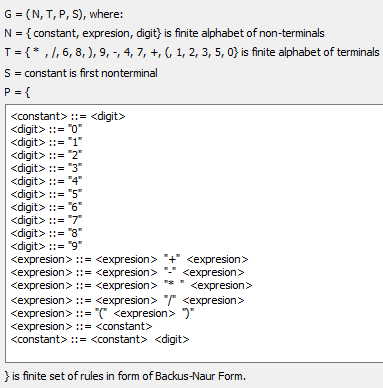 G = ( N, T, P, S), where:
N = { constant, expresion, digit} is finite alphabet of non-terminals
T = { * , /, 6, 8, ), 9, -, 4, 7, +, (, 1, 2, 3, 5, 0} is finite alphabet of terminals
S = constant is first nonterminal
P = {
<constant> ::= <digit>
<digit> ::= "0"
<digit> ::= "1"
<digit> ::= "2"
<digit> ::= "3"
<digit> ::= "4"
<digit> ::= "5"
<digit> ::= "6"
<digit> ::= "7"
<digit> ::= "8"
<digit> ::= "9"
<expresion> ::= <expresion> "+" <expresion>
<expresion> ::= <expresion> "-" <expresion>
<expresion> ::= <expresion> "* " <expresion>
<expresion> ::= <expresion> "/" <expresion>
<expresion> ::= "(" <expresion> ")"
<expresion> ::= <constant>
<constant> ::= <constant> <digit>
} is finite set of rules in form of Backus-Naur Form.